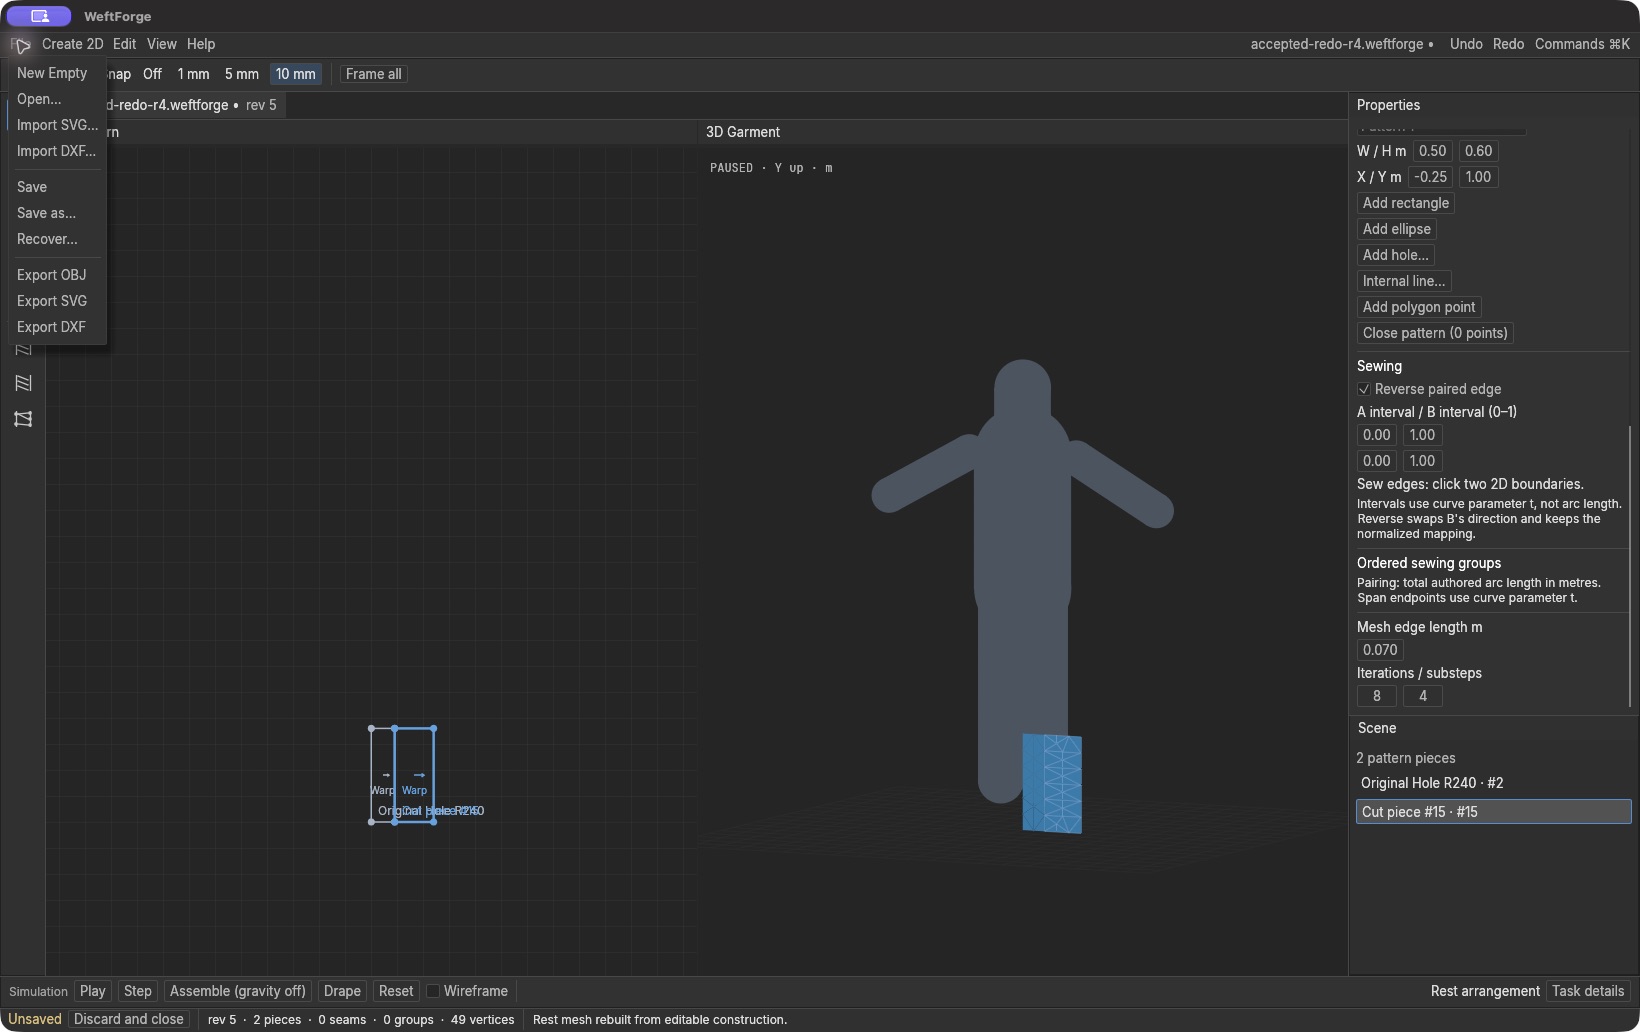 WeftForge
Create 2D Edit View Help
accepted-redo-r4.weftforge • Undo Redo Commands ⌘K
New Empty
Open...
Import SVG...
Import DXF...
Save
Save as...
Recover...
Export OBJ
Export SVG
Export DXF
Off 1 mm 5 mm 10 mm Frame all
d-redo-r4.weftforge • rev 5
rn
3D Garment
PAUSED · Y up · m
Warp
Warp
Original Hole R240
Properties
W / H m 0.50 0.60
X / Y m -0.25 1.00
Add rectangle
Add ellipse
Add hole...
Internal line...
Add polygon point
Close pattern (0 points)
Sewing
Reverse paired edge
A interval / B interval (0–1)
0.00 1.00
0.00 1.00
Sew edges: click two 2D boundaries.
Intervals use curve parameter t, not arc length.
Reverse swaps B's direction and keeps the
normalized mapping.
Ordered sewing groups
Pairing: total authored arc length in metres.
Span endpoints use curve parameter t.
Mesh edge length m
0.070
Iterations / substeps
8 4
Scene
2 pattern pieces
Original Hole R240 · #2
Cut piece #15 · #15
Simulation Play Step Assemble (gravity off) Drape Reset Wireframe
Rest arrangement Task details
Unsaved Discard and close rev 5 · 2 pieces · 0 seams · 0 groups · 49 vertices Rest mesh rebuilt from editable construction.